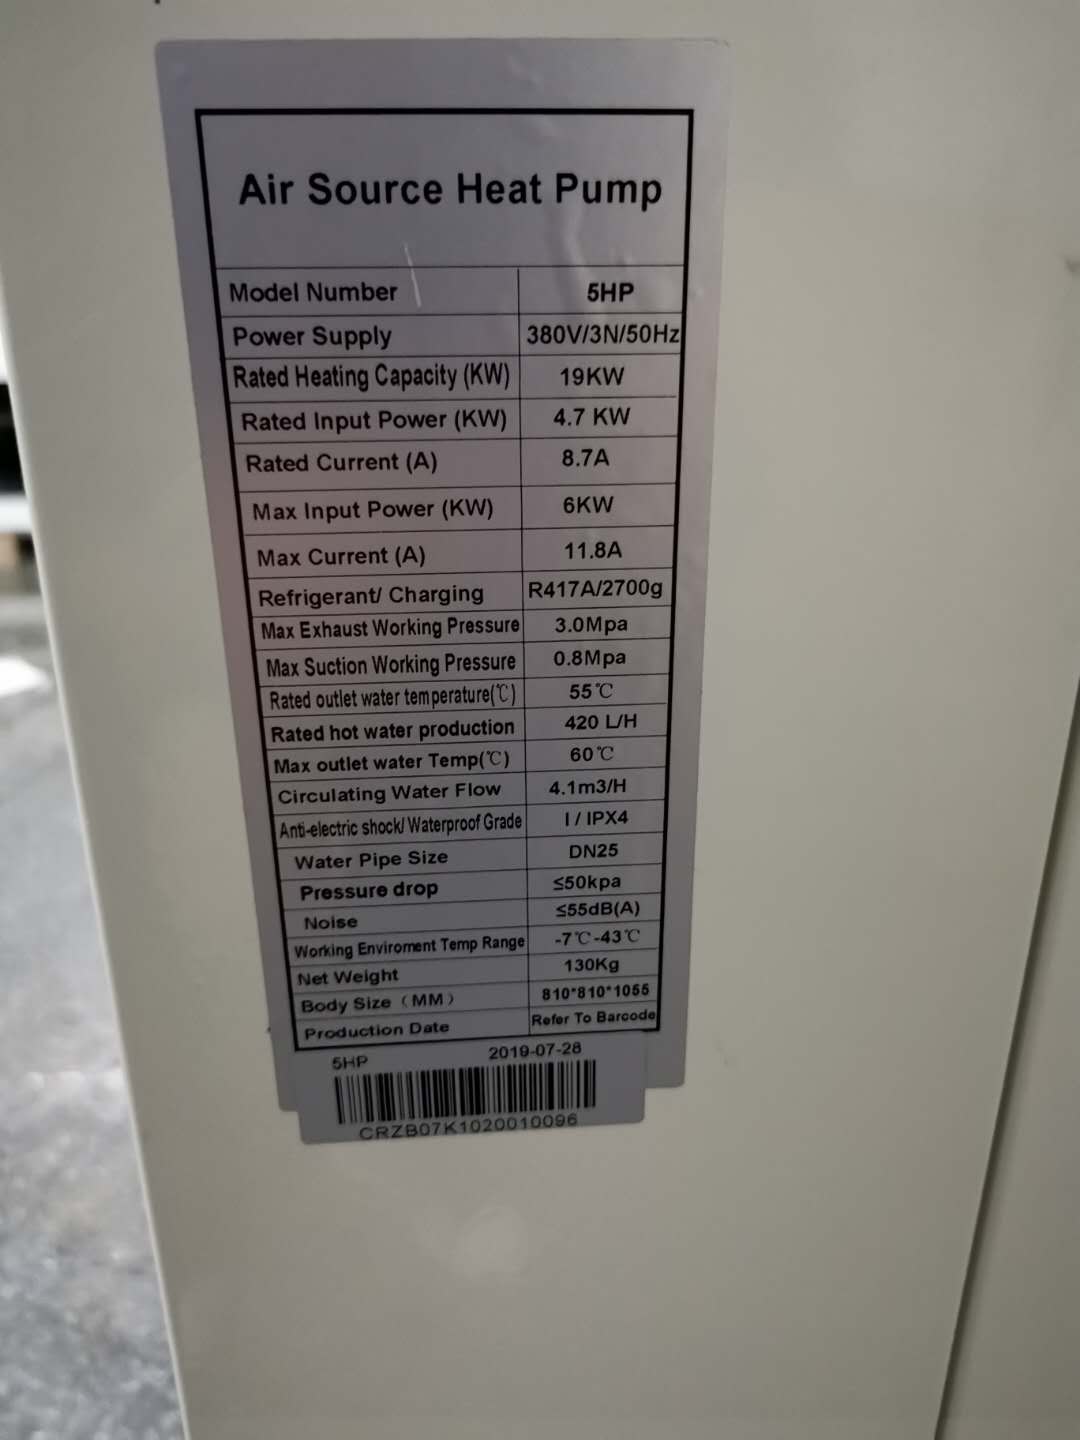 Air Source Heat Pump
Model Number 5HP
Power Supply 380V/3N/50Hz
Rated Heating Capacity (KW) 19KW
Rated Input Power (KW) 4.7 KW
Rated Current (A) 8.7A
Max Input Power (KW) 6KW
Max Current (A) 11.8A
Refrigerant/ Charging R417A/2700g
Max Exhaust Working Pressure 3.0Mpa
Max Suction Working Pressure 0.8Mpa
Rated outlet water temperature(℃) 55℃
Rated hot water production 420 L/H
Max outlet water Temp(℃) 60℃
Circulating Water Flow 4.1m3/H
Anti-electric shock/ Waterproof Grade I / IPX4
Water Pipe Size DN25
Pressure drop ≤50kpa
Noise ≤55dB(A)
Working Enviroment Temp Range -7℃-43℃
Net Weight 130Kg
Body Size（MM） 810*810*1055
Production Date Refer To Barcode
5HP 2019-07-28
CRZB07K1020010096